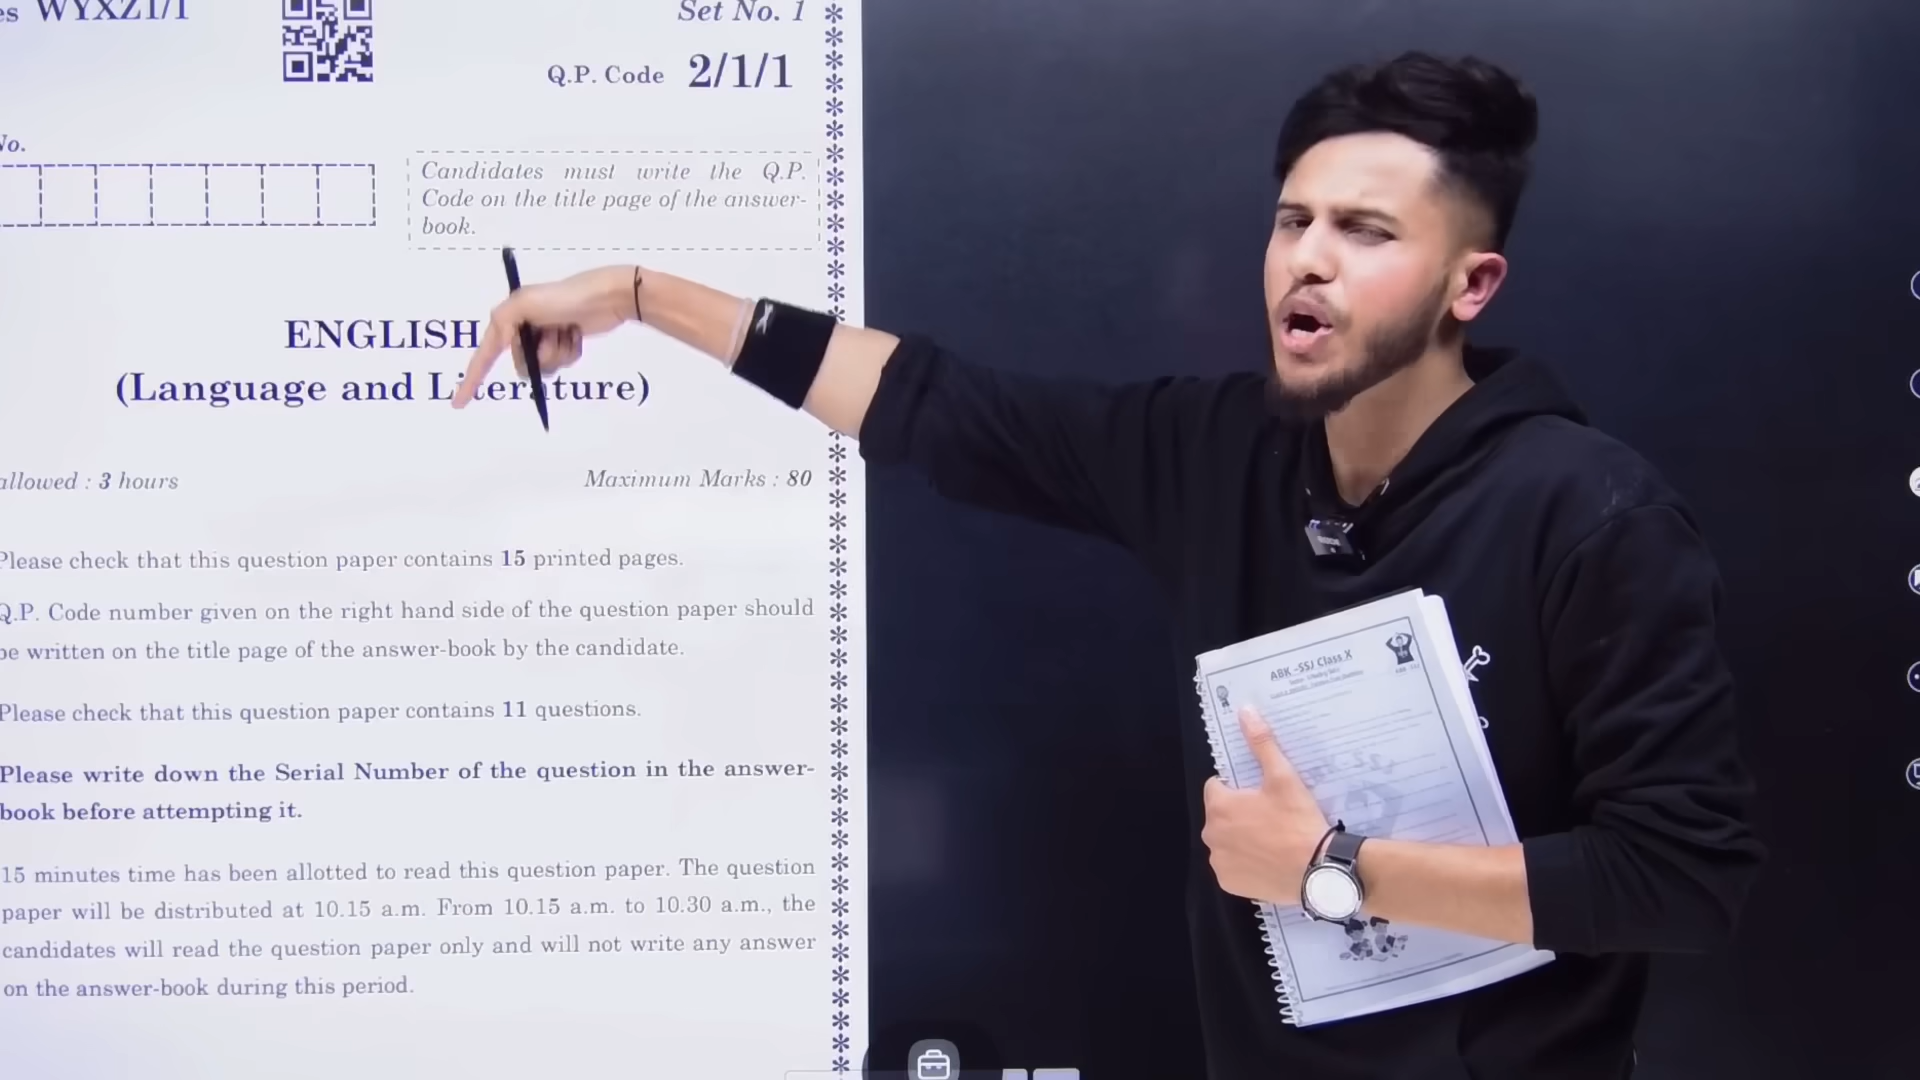 es WYXZ1/1
Set No. 1
Q.P. Code 2/1/1
No.
Candidates must write the Q.P.
Code on the title page of the answer-
book.
ENGLISH
(Language and Literature)
allowed : 3 hours
Maximum Marks : 80
Please check that this question paper contains 15 printed pages.
Q.P. Code number given on the right hand side of the question paper should
be written on the title page of the answer-book by the candidate.
Please check that this question paper contains 11 questions.
Please write down the Serial Number of the question in the answer-
book before attempting it.
15 minutes time has been allotted to read this question paper. The question
paper will be distributed at 10.15 a.m. From 10.15 a.m. to 10.30 a.m., the
candidates will read the question paper only and will not write any answer
on the answer-book during this period.
ABK -SSJ Class X